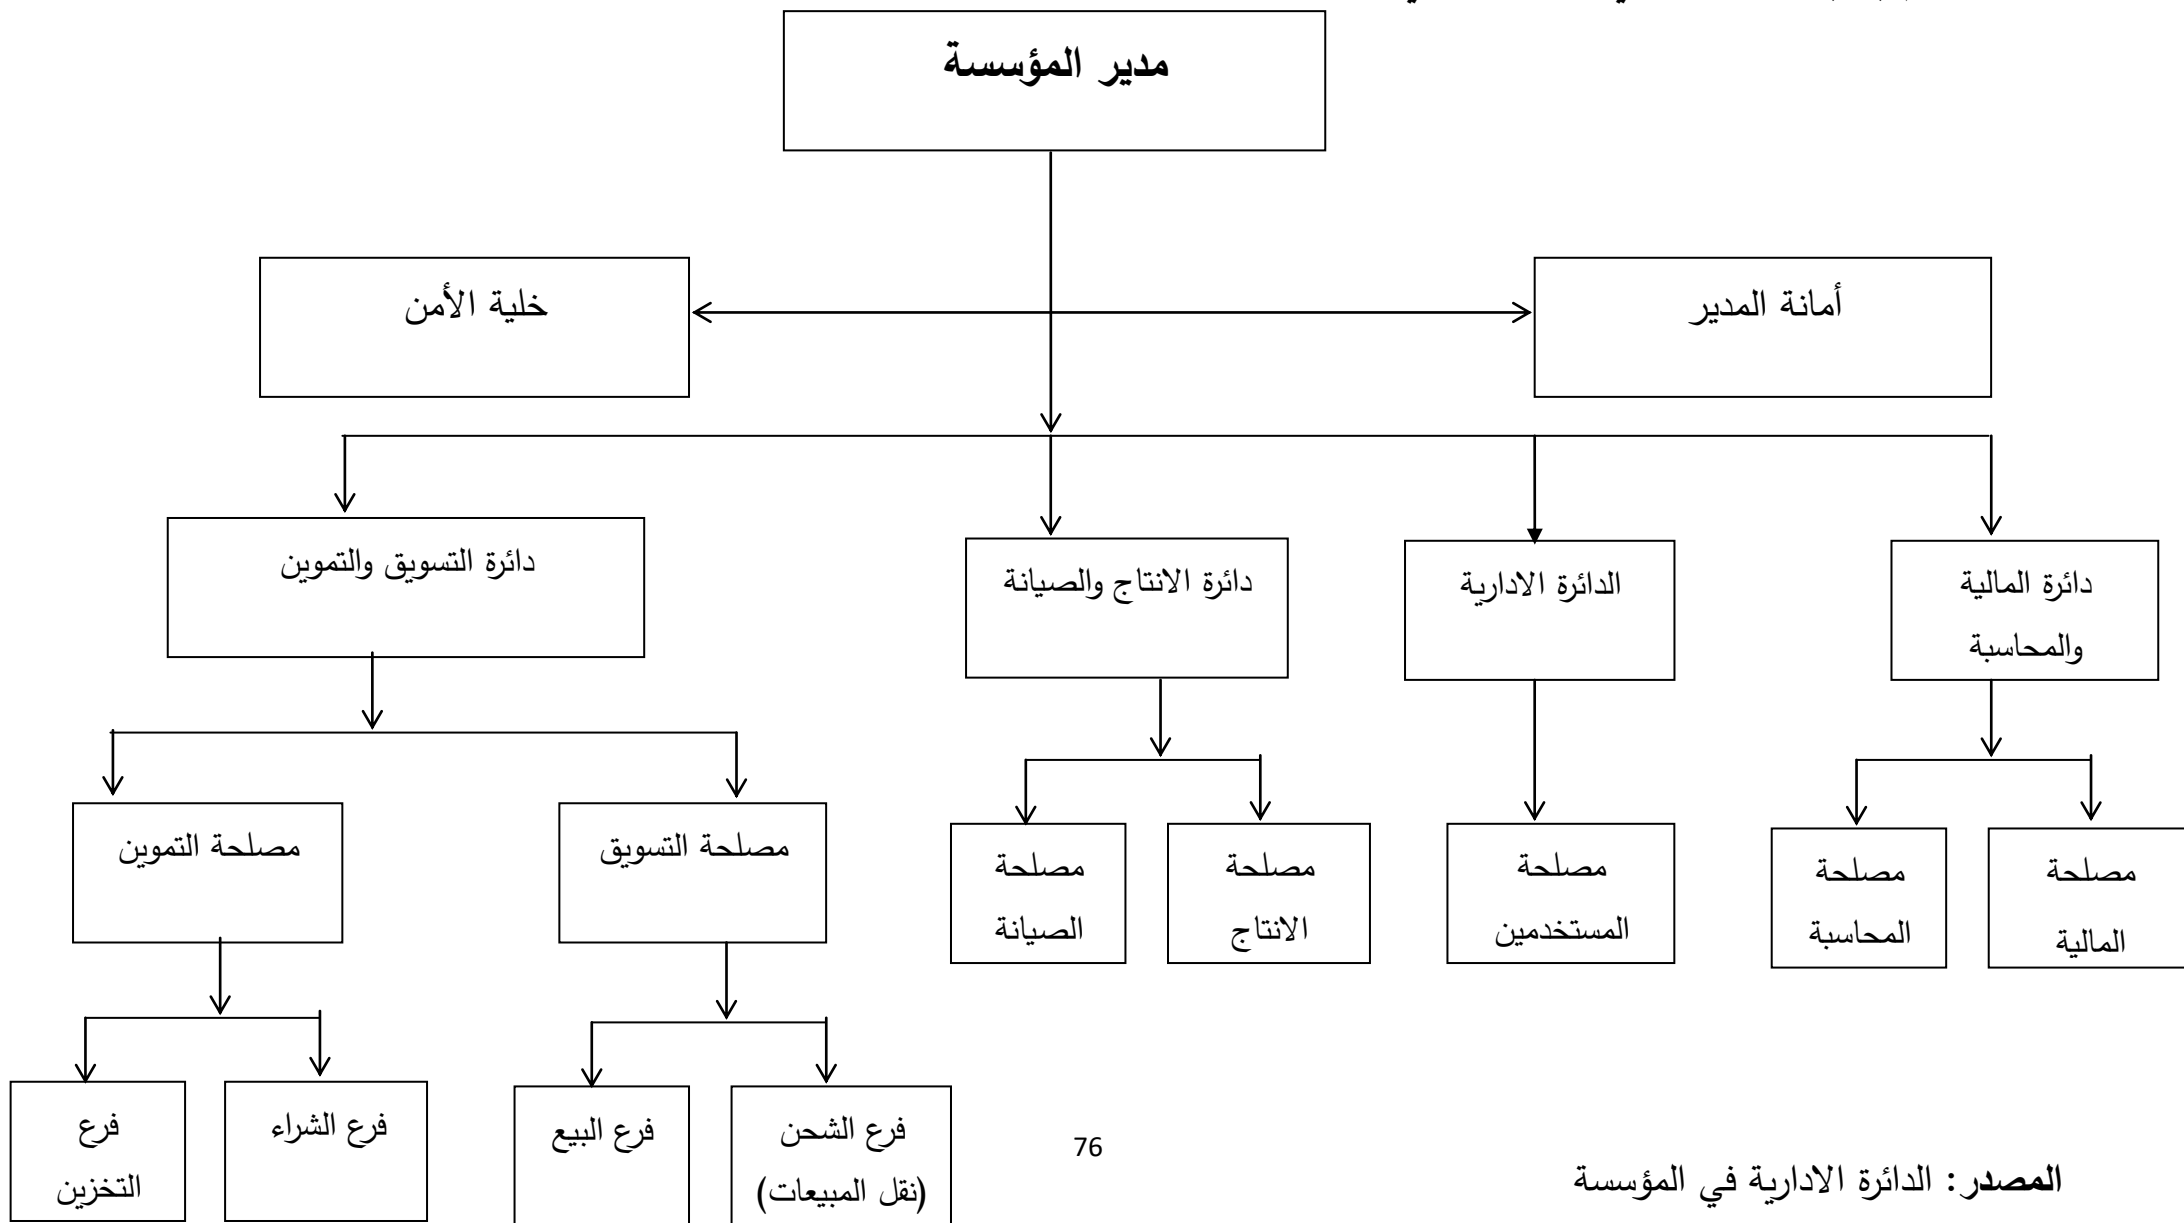 مدير المؤسسة
أمانة المدير
خلية الأمن
دائرة المالية
والمحاسبة
الدائرة الادارية
دائرة الانتاج والصيانة
دائرة التسويق والتموين
مصلحة
المالية
مصلحة
المحاسبة
مصلحة
المستخدمين
مصلحة
الانتاج
مصلحة
الصيانة
مصلحة التسويق
مصلحة التموين
فرع الشحن
(نقل المبيعات)
فرع البيع
فرع الشراء
فرع
التخزين
76
المصدر: الدائرة الادارية في المؤسسة